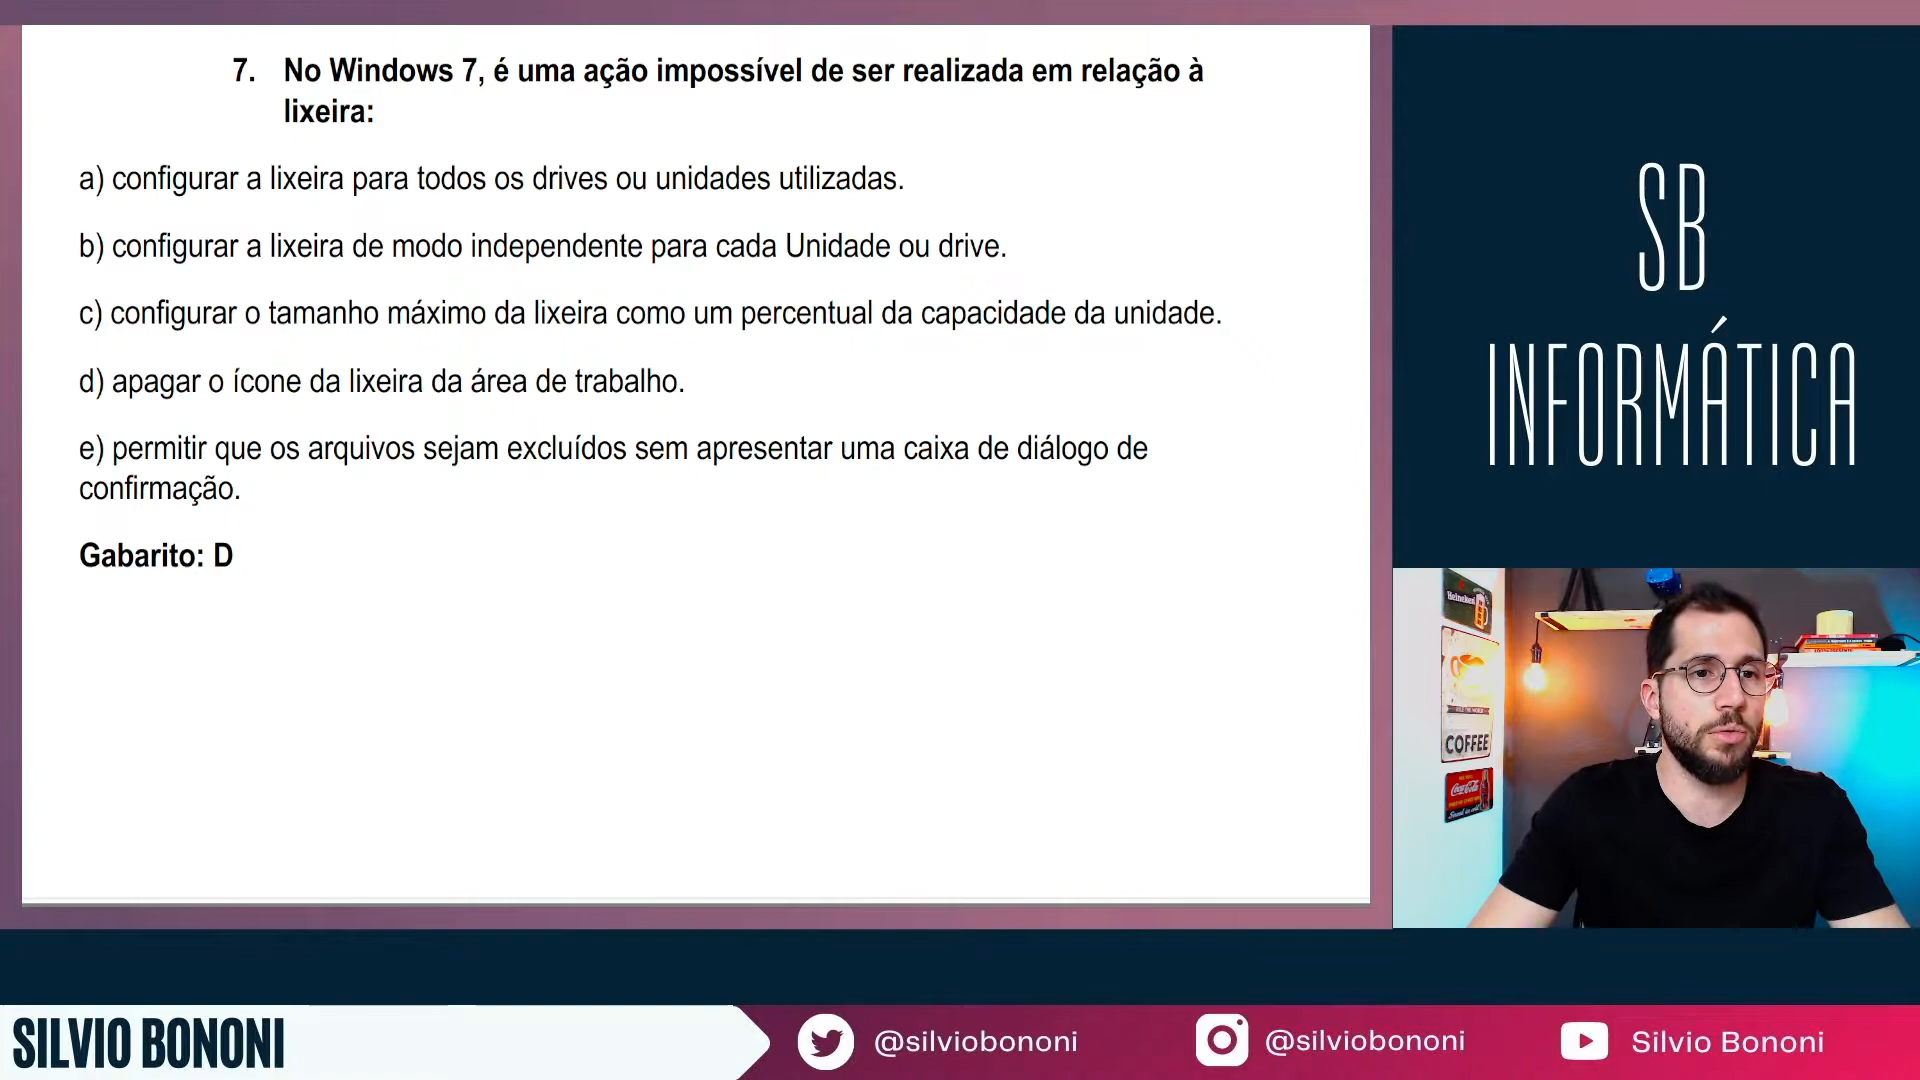 7. No Windows 7, é uma ação impossível de ser realizada em relação à
lixeira:
a) configurar a lixeira para todos os drives ou unidades utilizadas.
b) configurar a lixeira de modo independente para cada Unidade ou drive.
c) configurar o tamanho máximo da lixeira como um percentual da capacidade da unidade.
d) apagar o ícone da lixeira da área de trabalho.
e) permitir que os arquivos sejam excluídos sem apresentar uma caixa de diálogo de
confirmação.
Gabarito: D
SB
INFORMÁTICA
Heineken
COFFEE
Coca-Cola
SILVIO BONONI
@silviobononi
@silviobononi
Silvio Bononi